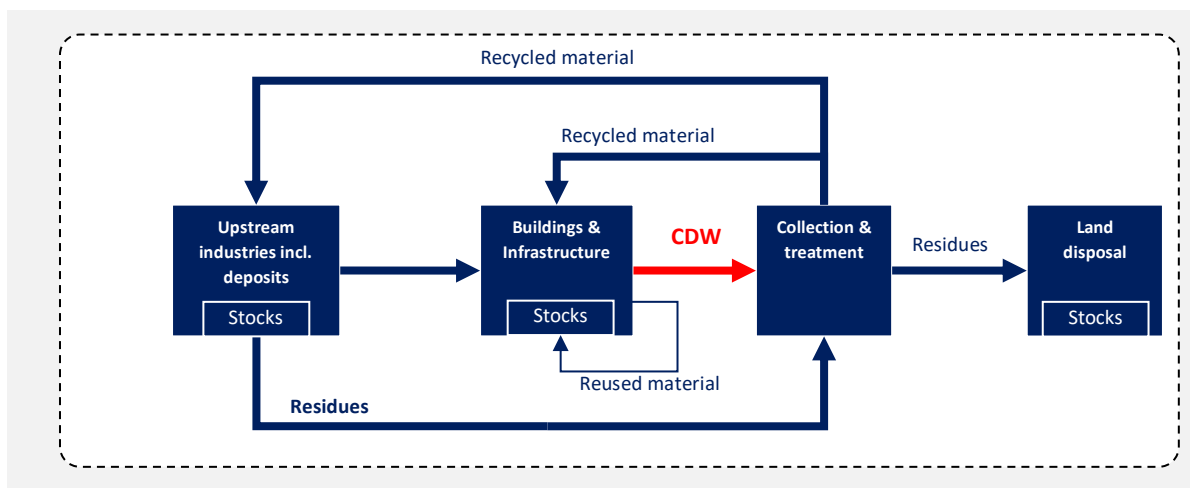 Recycled material
Recycled material
Upstream
industries incl.
deposits
Stocks
Buildings &
Infrastructure
Stocks
CDW
Collection &
treatment
Residues
Land
disposal
Stocks
Reused material
Residues